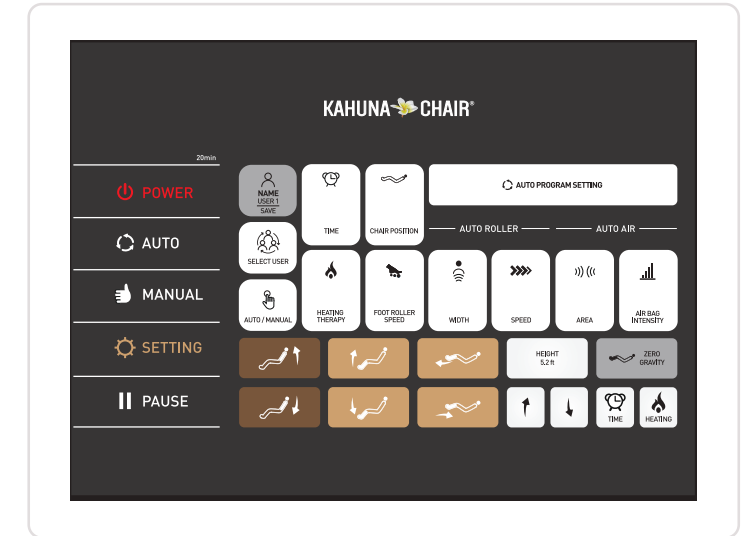 KAHUNA CHAIR®
20min
POWER
AUTO
MANUAL
SETTING
PAUSE
NAME
USER 1
SAVE
SELECT USER
AUTO / MANUAL
TIME
CHAIR POSITION
AUTO PROGRAM SETTING
AUTO ROLLER
AUTO AIR
HEATING
THERAPY
FOOT ROLLER
SPEED
WIDTH
SPEED
AREA
AIR BAG
INTENSITY
HEIGHT
5.2 ft
ZERO
GRAVITY
TIME
HEATING